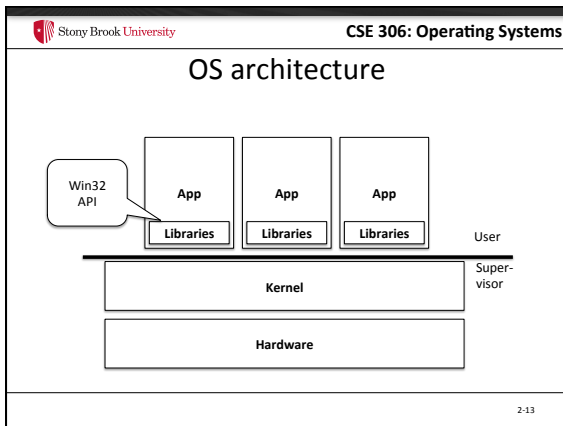 Stony Brook University
CSE 306: Operating Systems
OS architecture
Win32
API
App
App
App
Libraries
Libraries
Libraries
User
Super-
visor
Kernel
Hardware
2-13